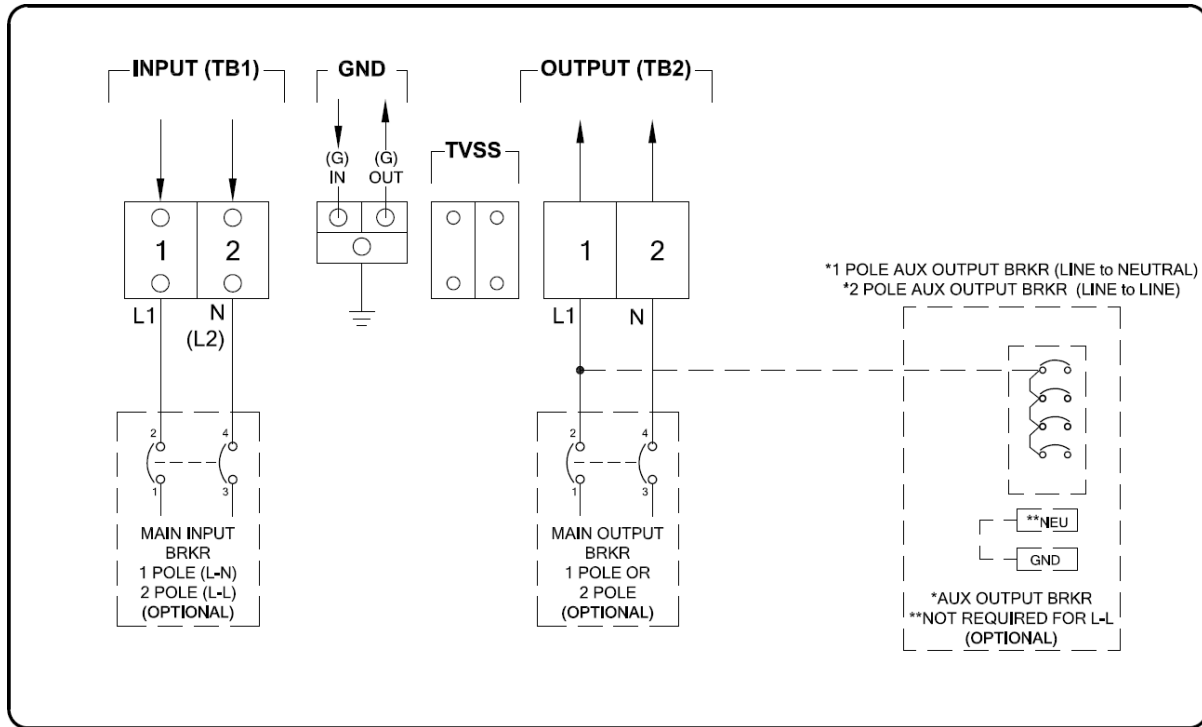 INPUT (TB1)
GND
OUTPUT (TB2)
TVSS
(G)
IN
(G)
OUT
1
2
1
2
L1
N
(L2)
L1
N
*1 POLE AUX OUTPUT BRKR (LINE to NEUTRAL)
*2 POLE AUX OUTPUT BRKR (LINE to LINE)
2
4
1
3
MAIN INPUT
BRKR
1 POLE (L-N)
2 POLE (L-L)
(OPTIONAL)
2
4
1
3
MAIN OUTPUT
BRKR
1 POLE OR
2 POLE
(OPTIONAL)
**NEU
GND
*AUX OUTPUT BRKR
**NOT REQUIRED FOR L-L
(OPTIONAL)